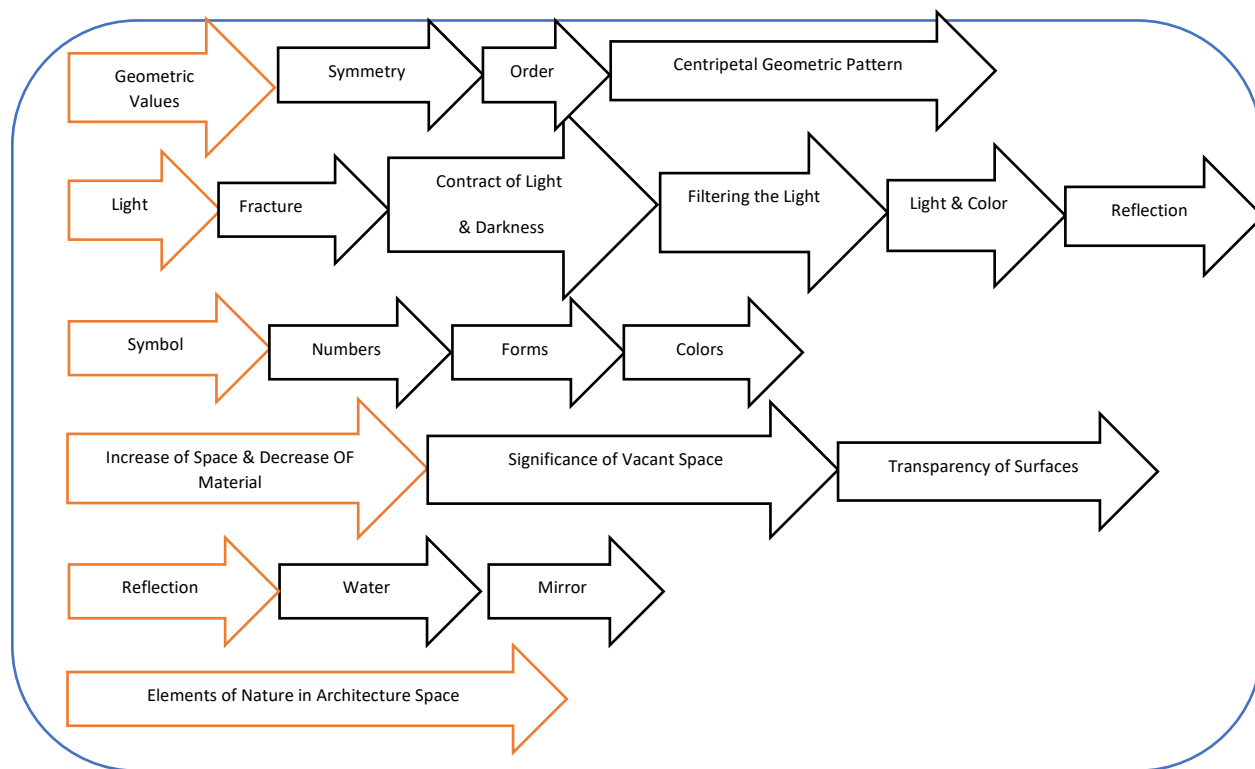 Geometric
Values
Symmetry
Order
Centripetal Geometric Pattern
Light
Fracture
Contract of Light
& Darkness
Filtering the Light
Light & Color
Reflection
Symbol
Numbers
Forms
Colors
Increase of Space & Decrease OF
Material
Significance of Vacant Space
Transparency of Surfaces
Reflection
Water
Mirror
Elements of Nature in Architecture Space